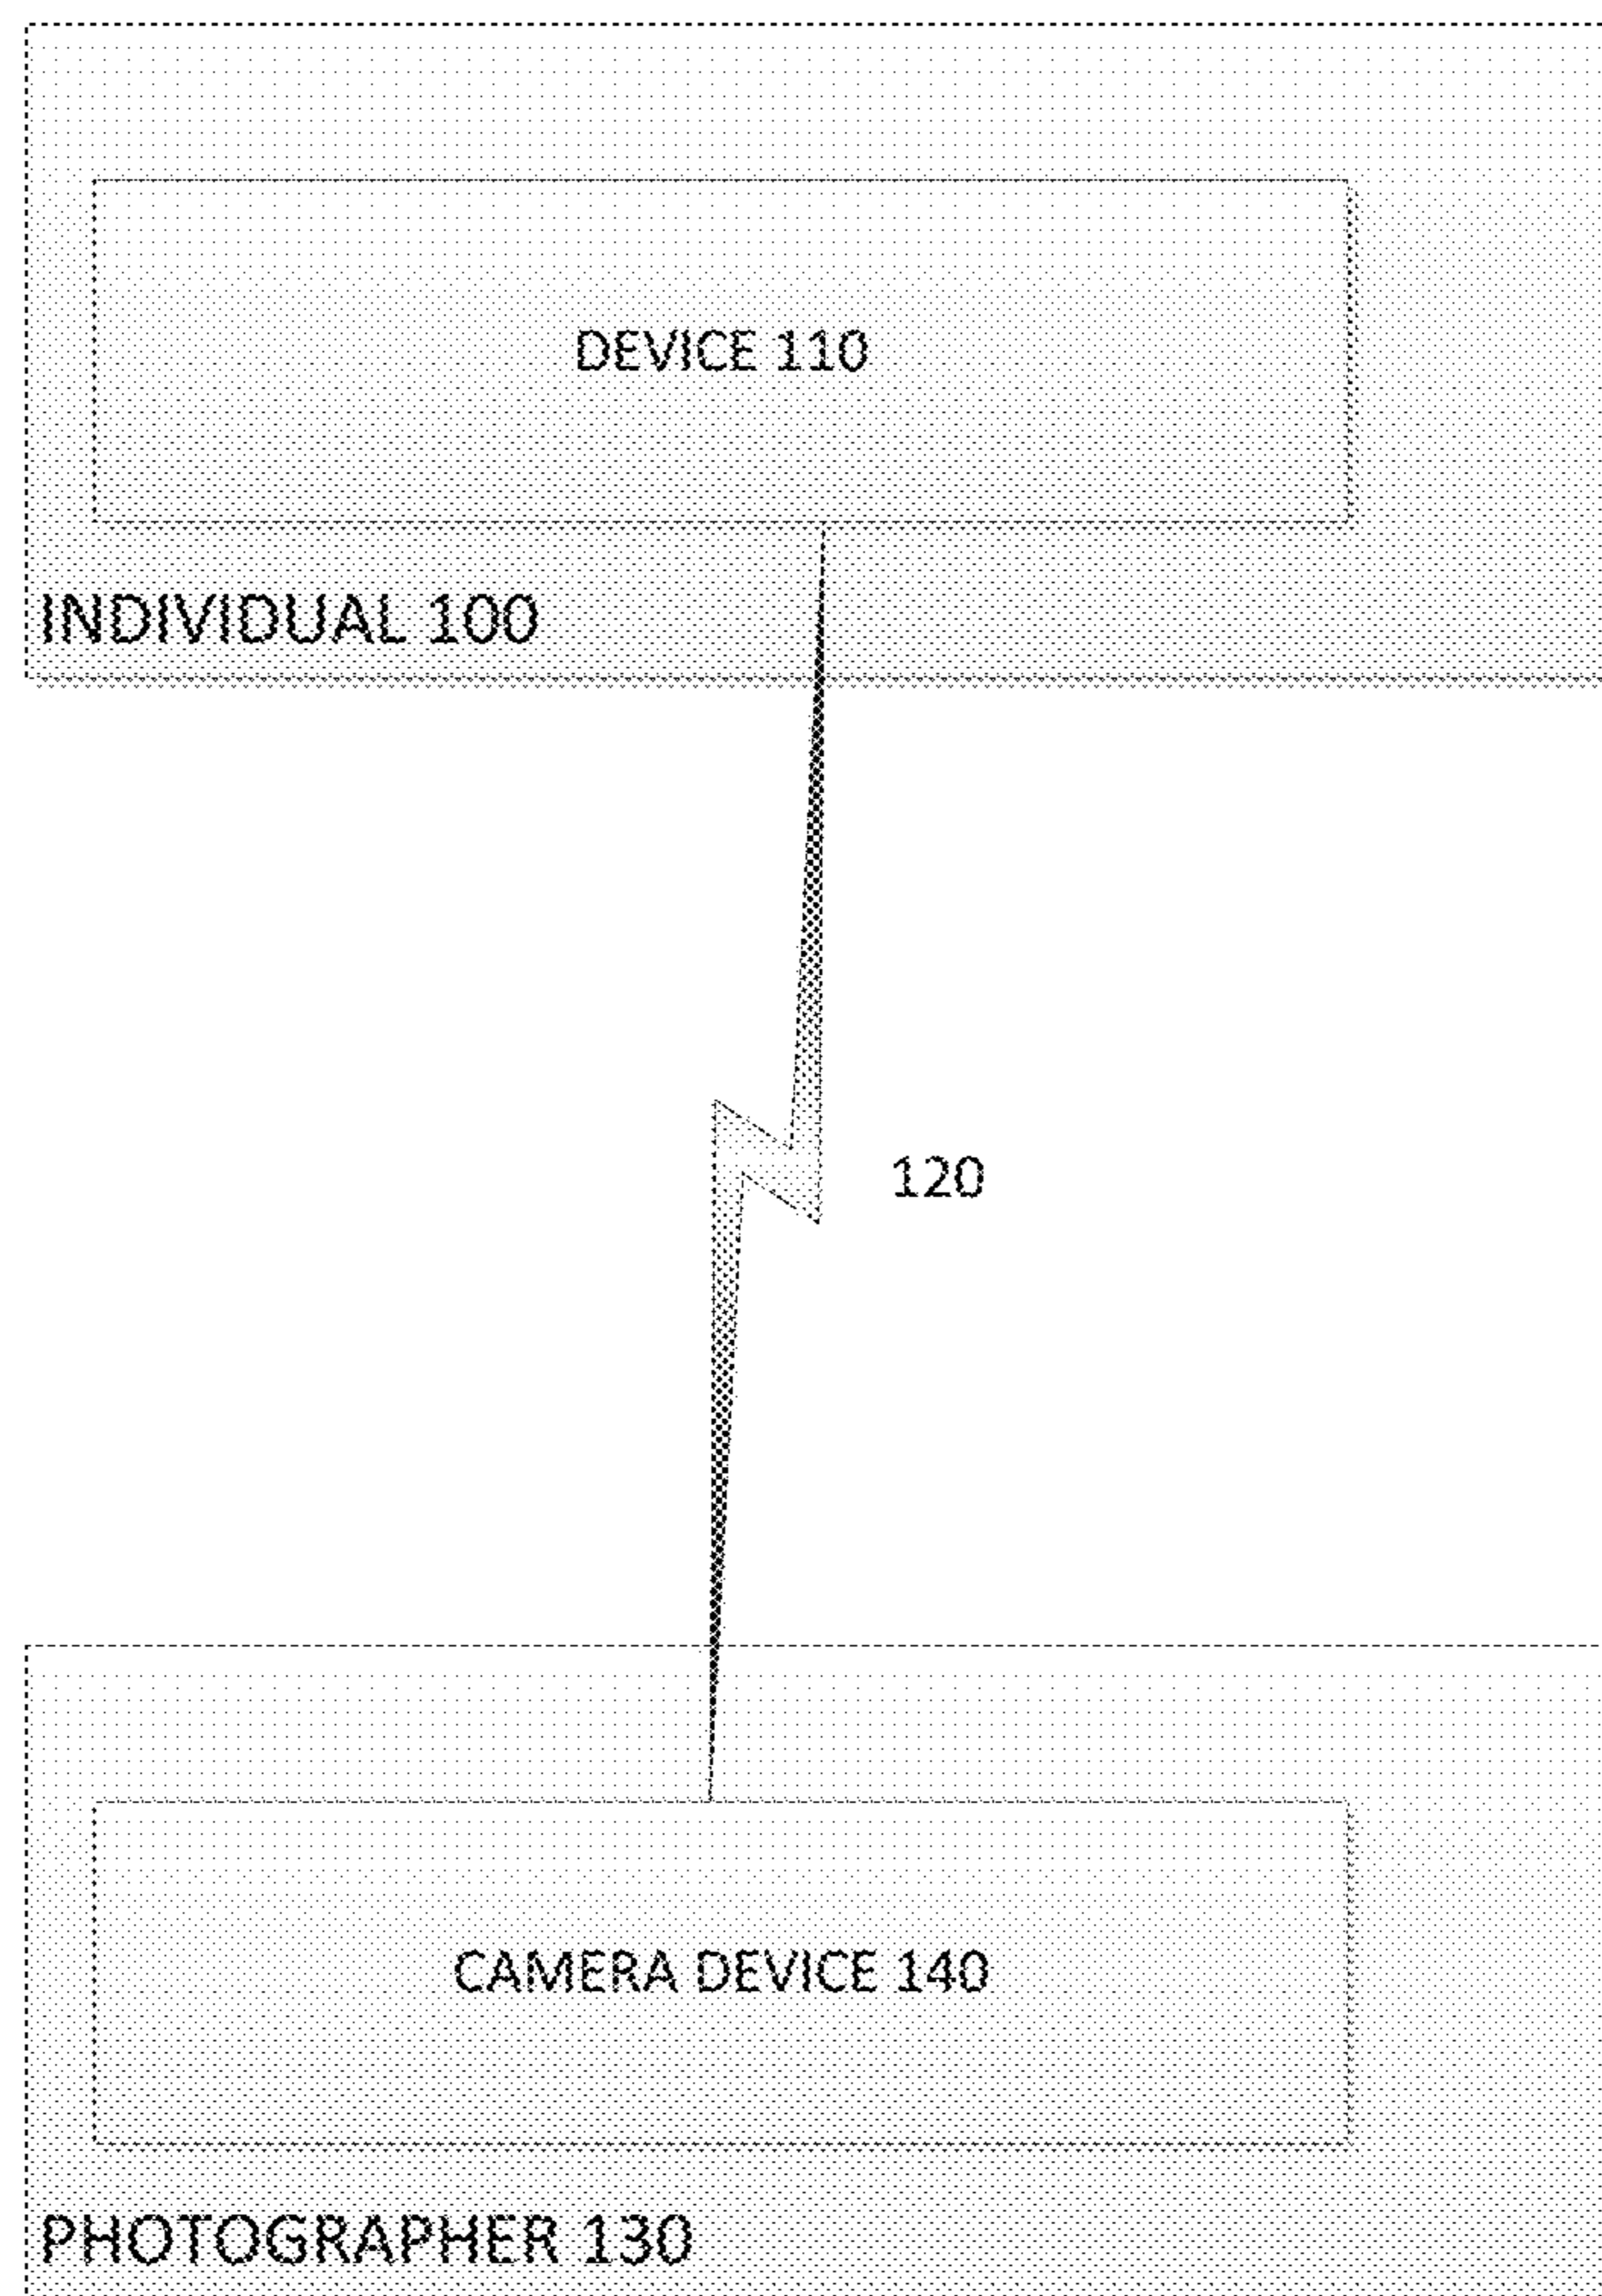 DEVICE 110
INDIVIDUAL 100
120
CAMERA DEVICE 140
PHOTOGRAPHER 130